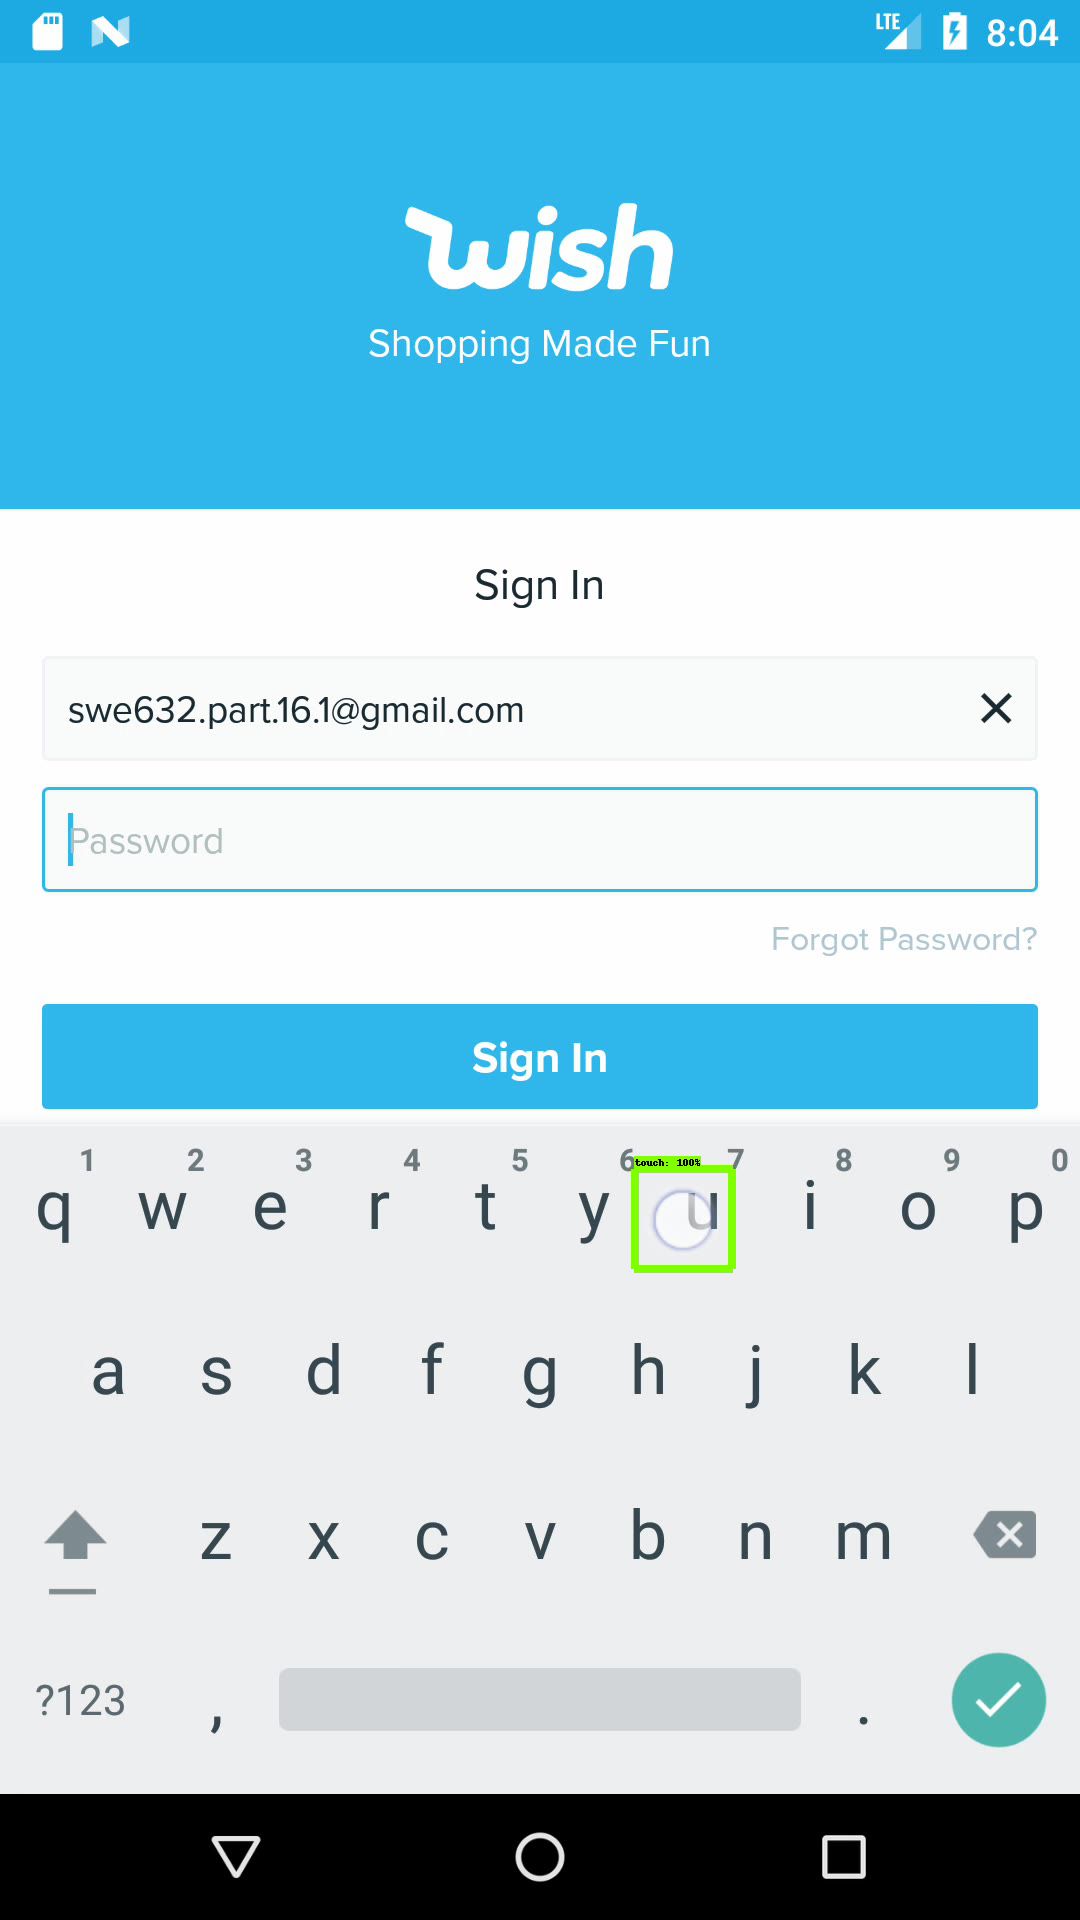 LTE 8:04
wish
Shopping Made Fun
Sign In
swe632.part.16.1@gmail.com
Password
Forgot Password?
Sign In
1 2 3 4 5 6 7 8 9 0
touch: 100%
q w e r t y u i o p
a s d f g h j k l
z x c v b n m
?123 , .